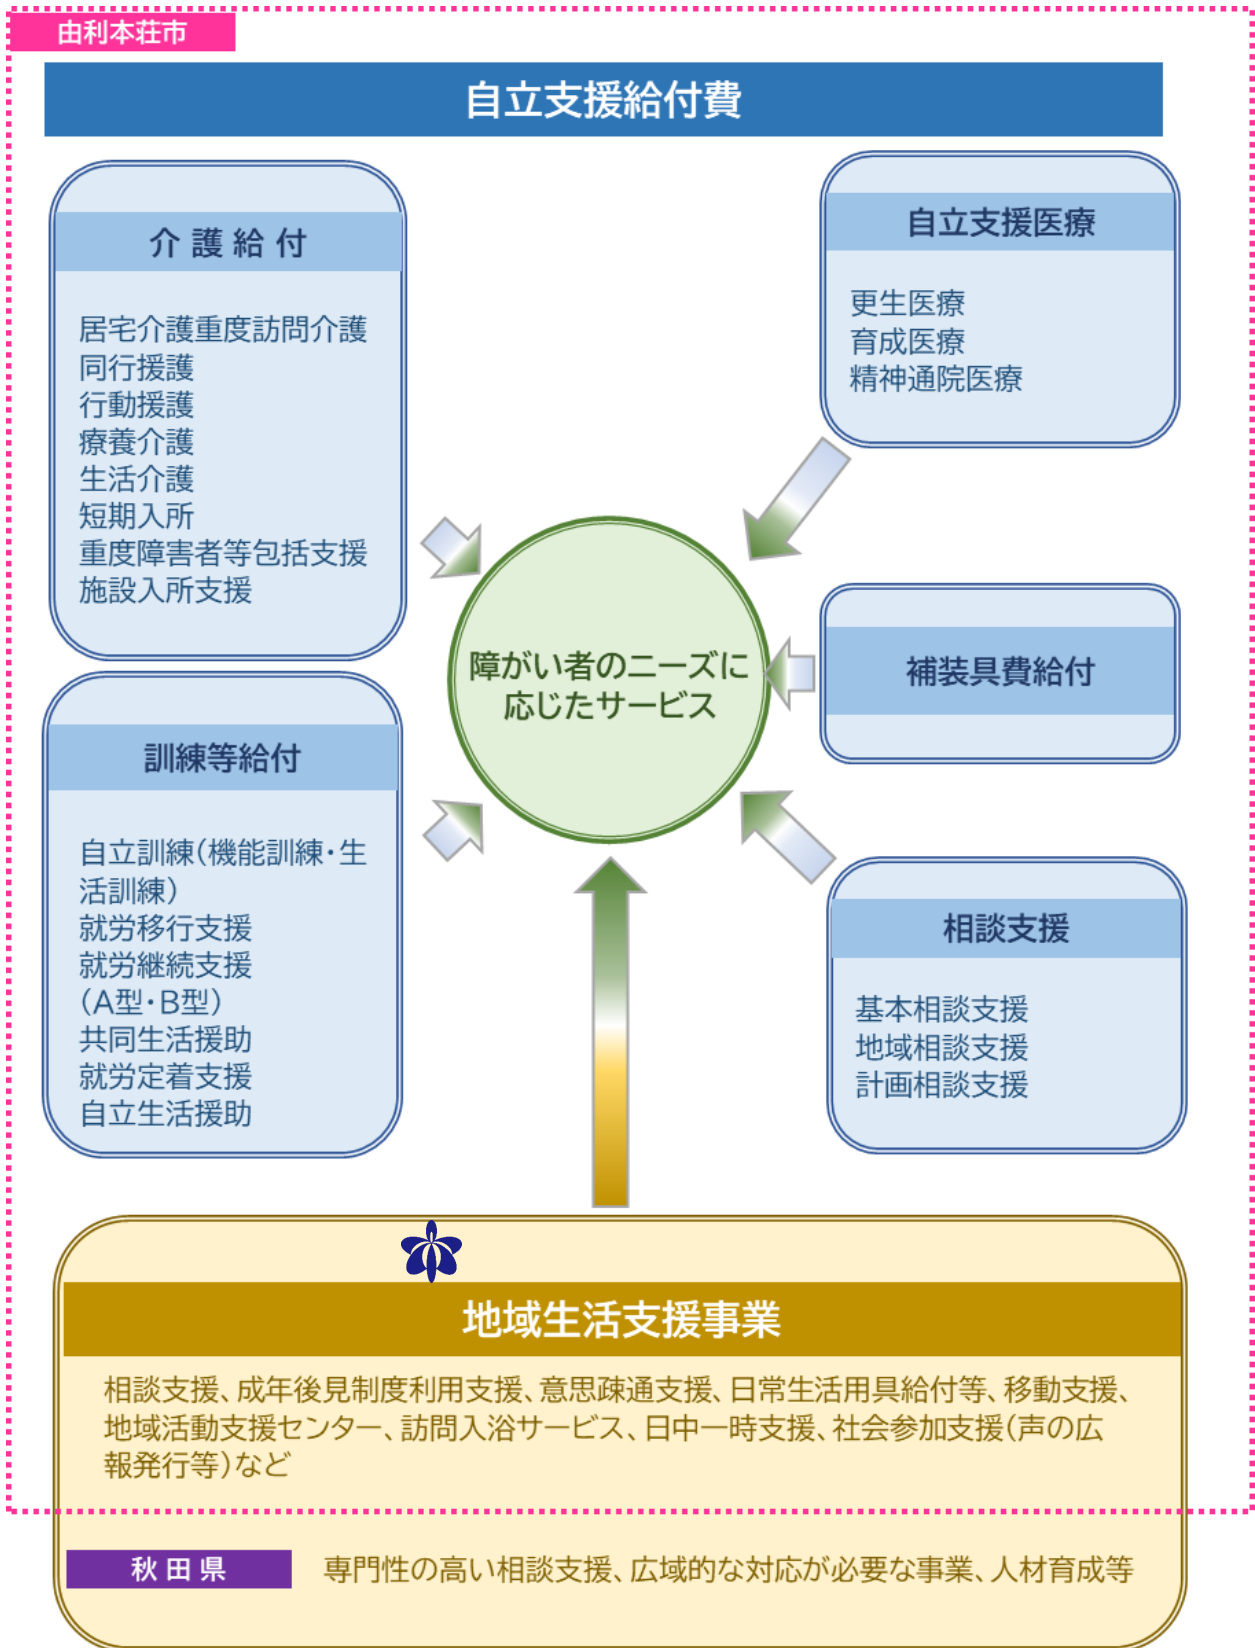 由利本荘市
自立支援給付費
介護給付
居宅介護重度訪問介護
同行援護
行動援護
療養介護
生活介護
短期入所
重度障害者等包括支援
施設入所支援
訓練等給付
自立訓練(機能訓練・生
活訓練)
就労移行支援
就労継続支援
(A型・B型)
共同生活援助
就労定着支援
自立生活援助
障がい者のニーズに
応じたサービス
自立支援医療
更生医療
育成医療
精神通院医療
補装具費給付
相談支援
基本相談支援
地域相談支援
計画相談支援
地域生活支援事業
相談支援、成年後見制度利用支援、意思疎通支援、日常生活用具給付等、移動支援、
地域活動支援センター、訪問入浴サービス、日中一時支援、社会参加支援(声の広
報発行等)など
秋田県
専門性の高い相談支援、広域的な対応が必要な事業、人材育成等